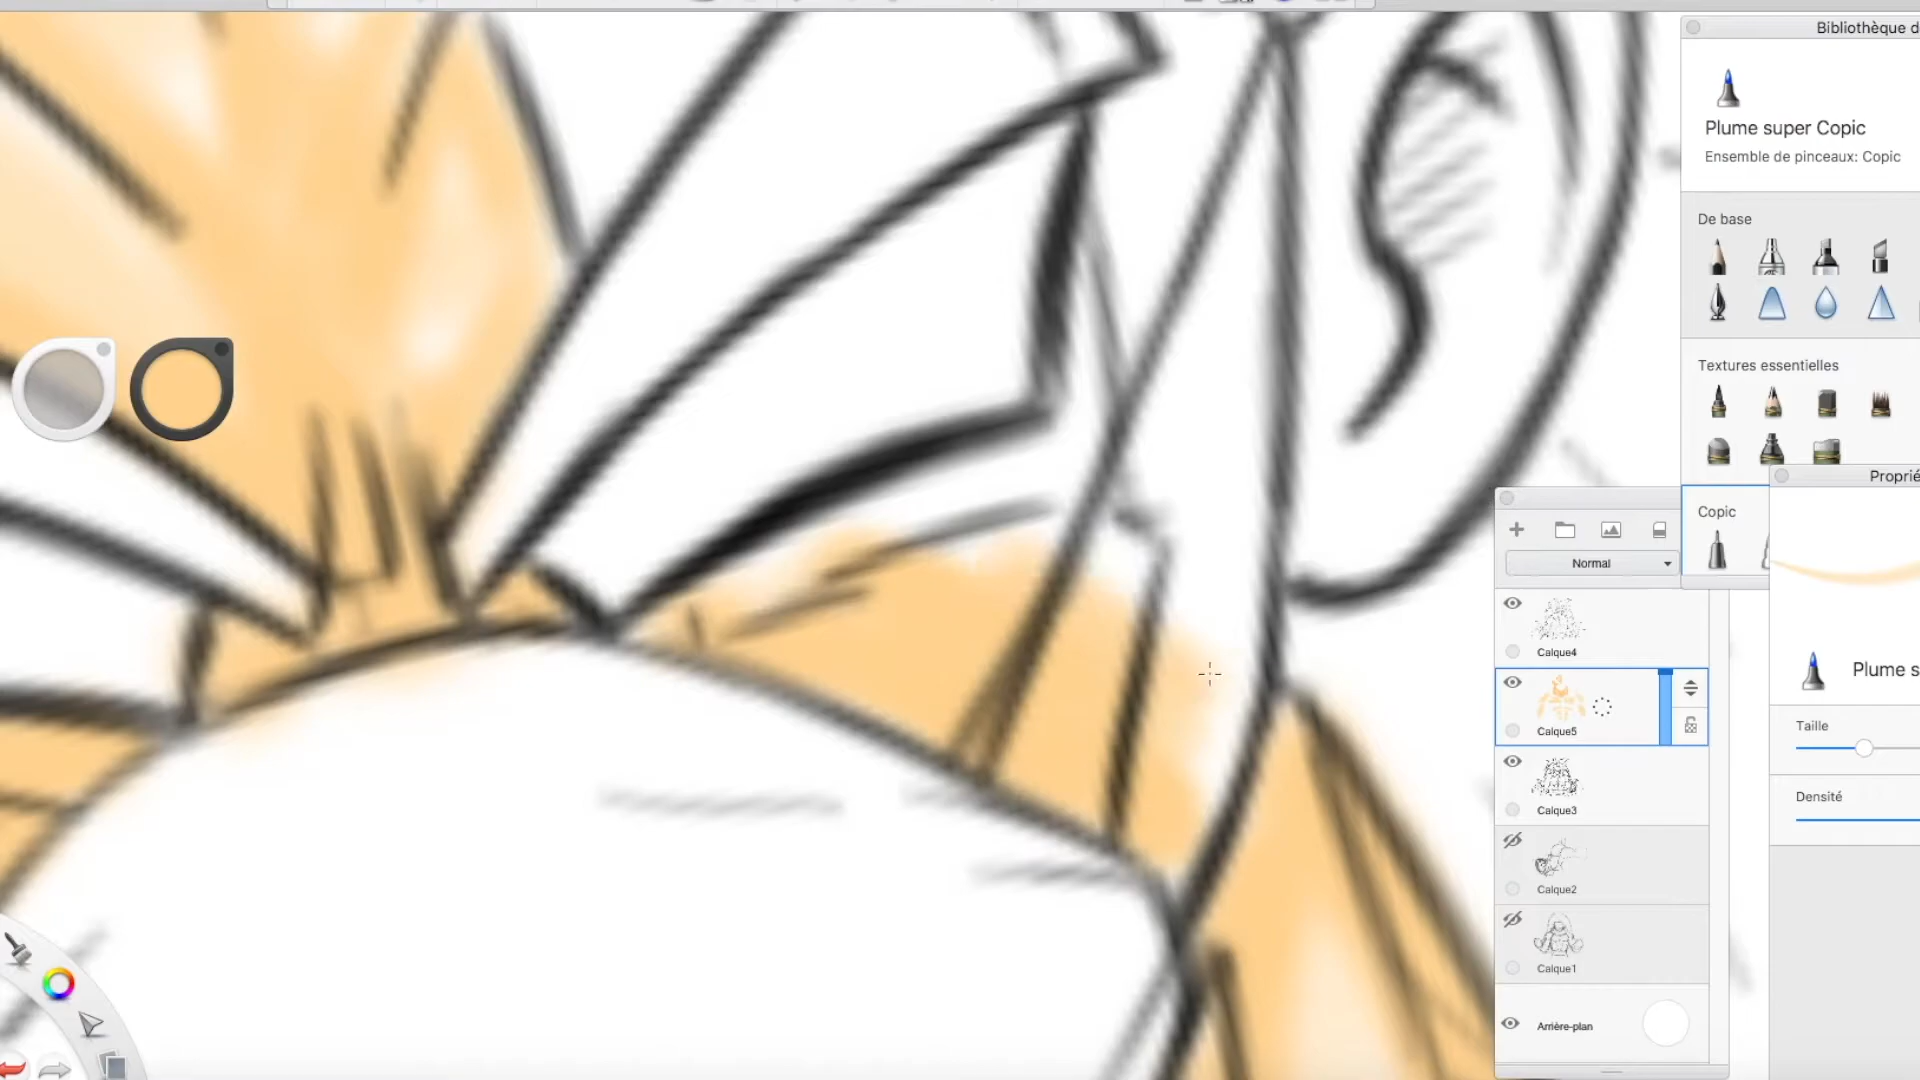 Bibliothèque d
Plume super Copic
Ensemble de pinceaux: Copic
De base
Textures essentielles
Proprié
Copic
Normal
Calque4
Plume s
Calque5
Taille
Densité
Calque3
Calque2
Calque1
Arrière-plan